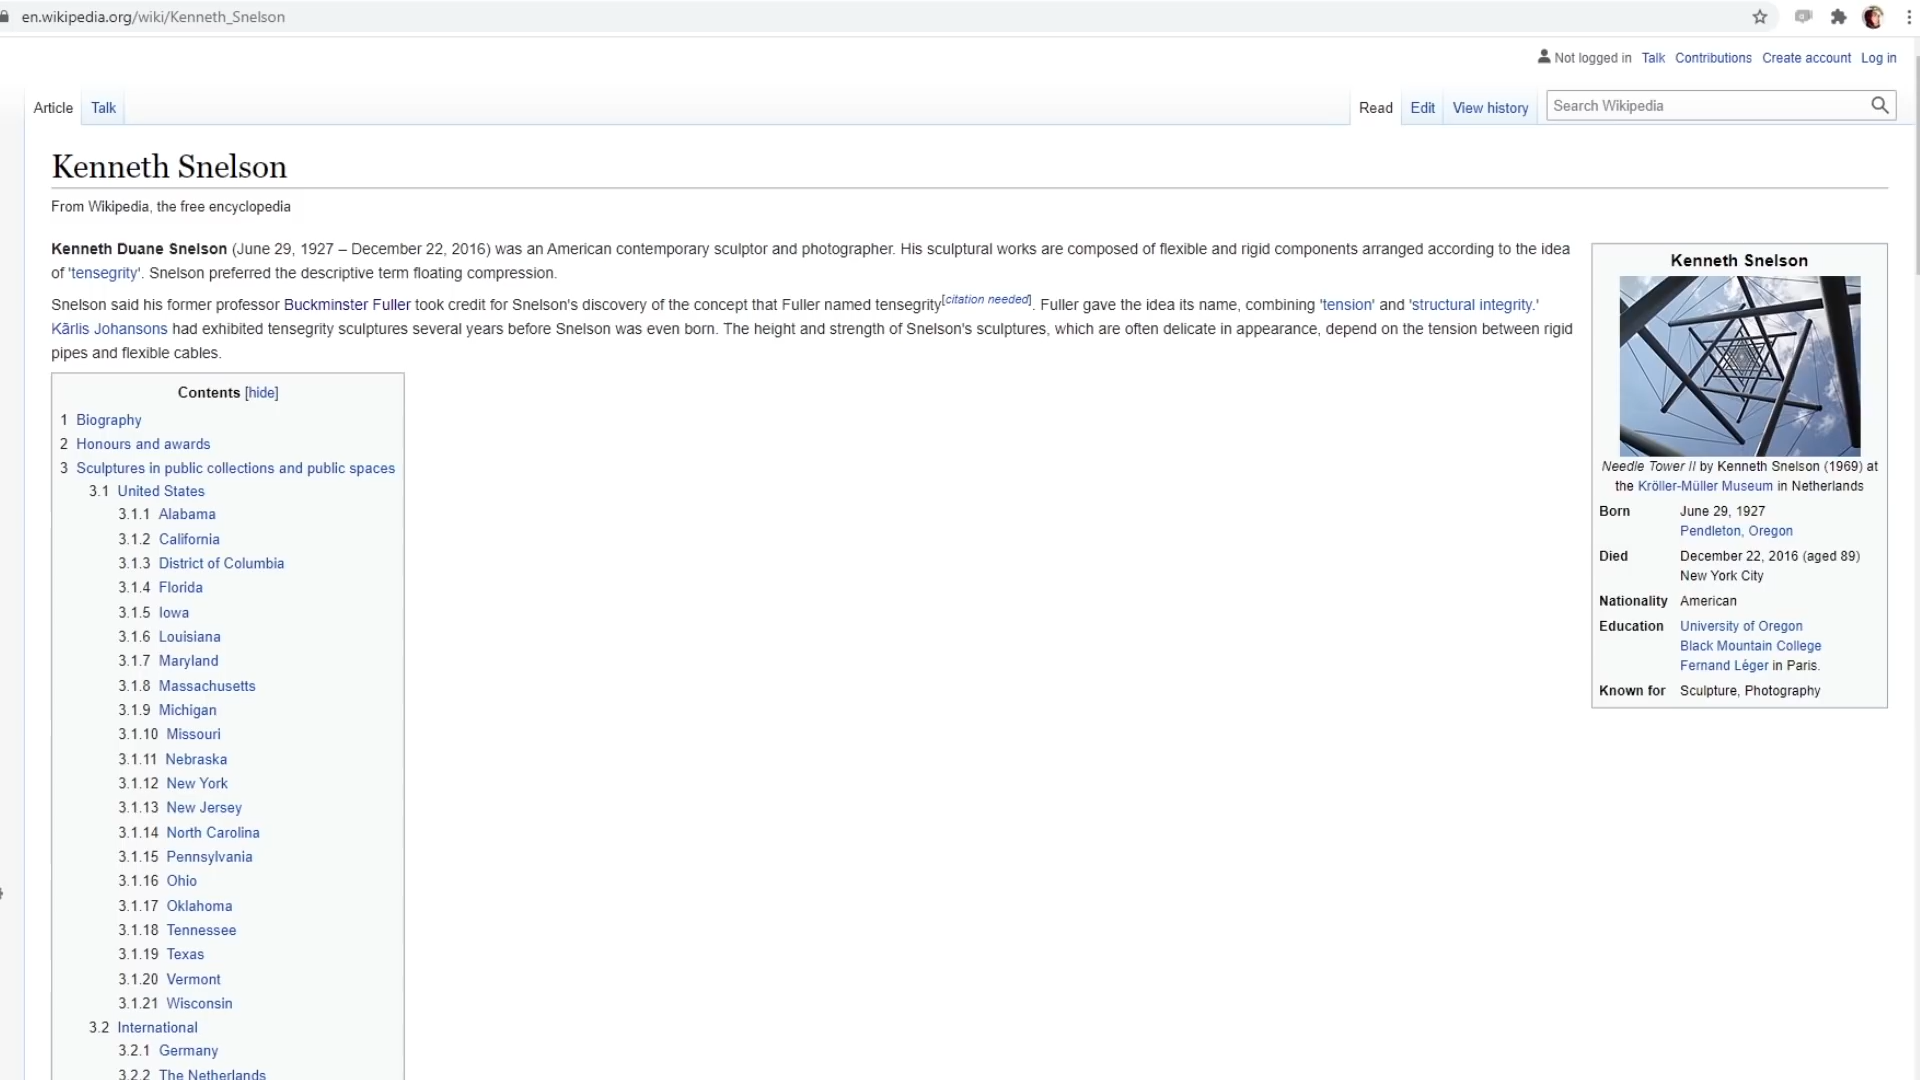 en.wikipedia.org/wiki/Kenneth_Snelson
Not logged in Talk Contributions Create account Log in
Article Talk Read Edit View history Search Wikipedia
Kenneth Snelson
From Wikipedia, the free encyclopedia
Kenneth Duane Snelson (June 29, 1927 – December 22, 2016) was an American contemporary sculptor and photographer. His sculptural works are composed of flexible and rigid components arranged according to the idea
of 'tensegrity'. Snelson preferred the descriptive term floating compression.
Snelson said his former professor Buckminster Fuller took credit for Snelson's discovery of the concept that Fuller named tensegrity[citation needed]. Fuller gave the idea its name, combining 'tension' and 'structural integrity.'
Kārlis Johansons had exhibited tensegrity sculptures several years before Snelson was even born. The height and strength of Snelson's sculptures, which are often delicate in appearance, depend on the tension between rigid
pipes and flexible cables.
Contents [hide]
1 Biography
2 Honours and awards
3 Sculptures in public collections and public spaces
3.1 United States
3.1.1 Alabama
3.1.2 California
3.1.3 District of Columbia
3.1.4 Florida
3.1.5 Iowa
3.1.6 Louisiana
3.1.7 Maryland
3.1.8 Massachusetts
3.1.9 Michigan
3.1.10 Missouri
3.1.11 Nebraska
3.1.12 New York
3.1.13 New Jersey
3.1.14 North Carolina
3.1.15 Pennsylvania
3.1.16 Ohio
3.1.17 Oklahoma
3.1.18 Tennessee
3.1.19 Texas
3.1.20 Vermont
3.1.21 Wisconsin
3.2 International
3.2.1 Germany
3.2.2 The Netherlands
Kenneth Snelson
Needle Tower II by Kenneth Snelson (1969) at
the Kröller-Müller Museum in Netherlands
Born June 29, 1927
Pendleton, Oregon
Died December 22, 2016 (aged 89)
New York City
Nationality American
Education University of Oregon
Black Mountain College
Fernand Léger in Paris.
Known for Sculpture, Photography